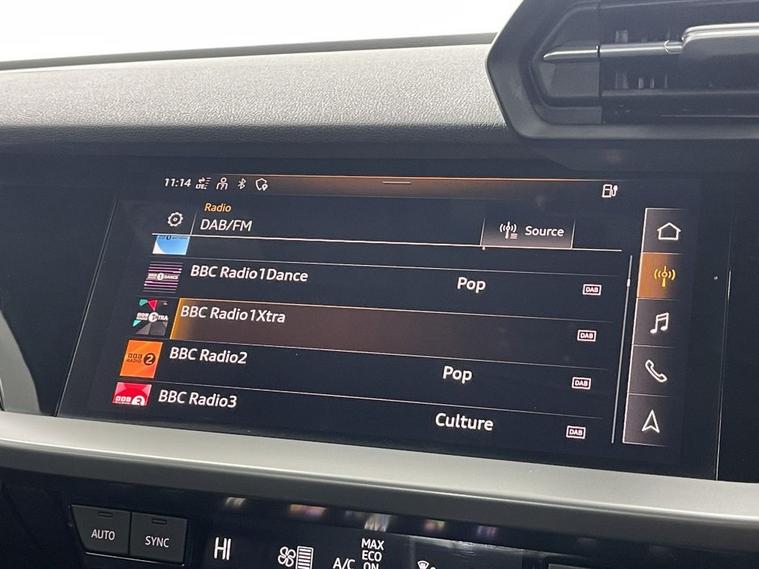 11:14
Radio
DAB/FM
Source
BBC Radio1Dance
Pop
DAB
BBC Radio1Xtra
DAB
BBC Radio2
Pop
DAB
BBC Radio3
Culture
DAB
AUTO
SYNC
HI
A/C
MAX
ECO
ON